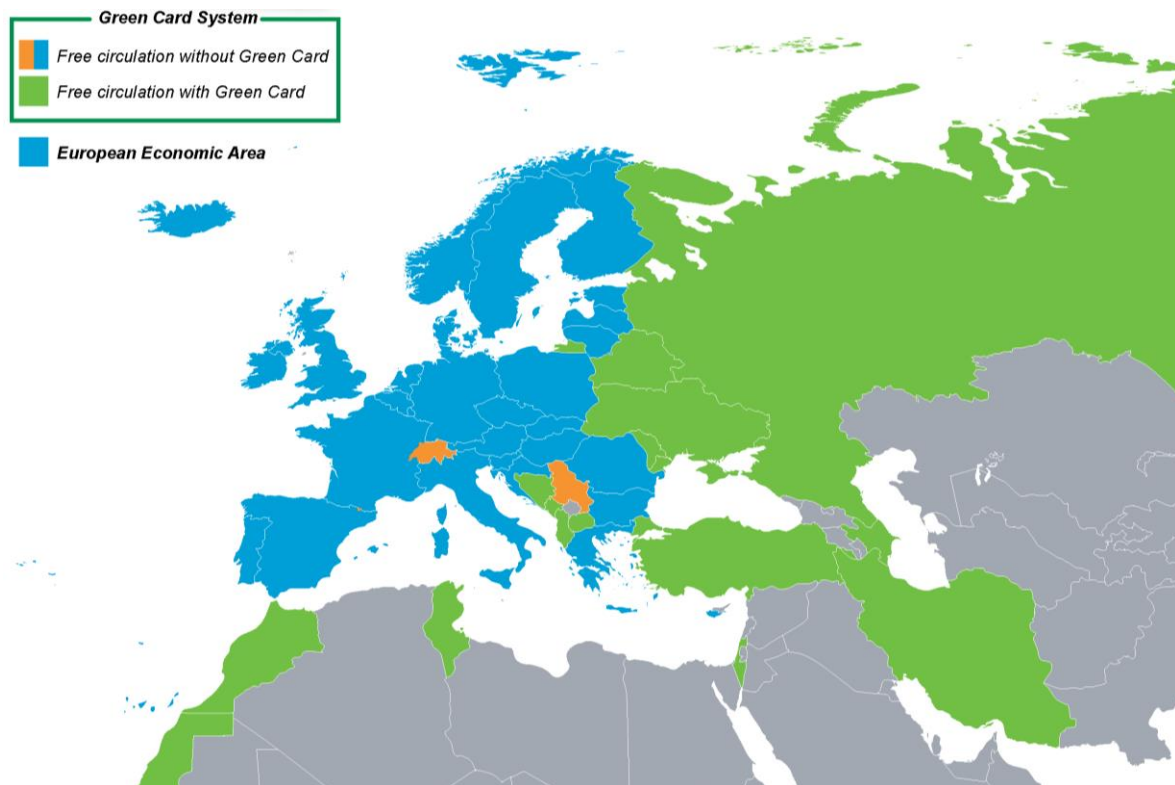 Green Card System
Free circulation without Green Card
Free circulation with Green Card
European Economic Area